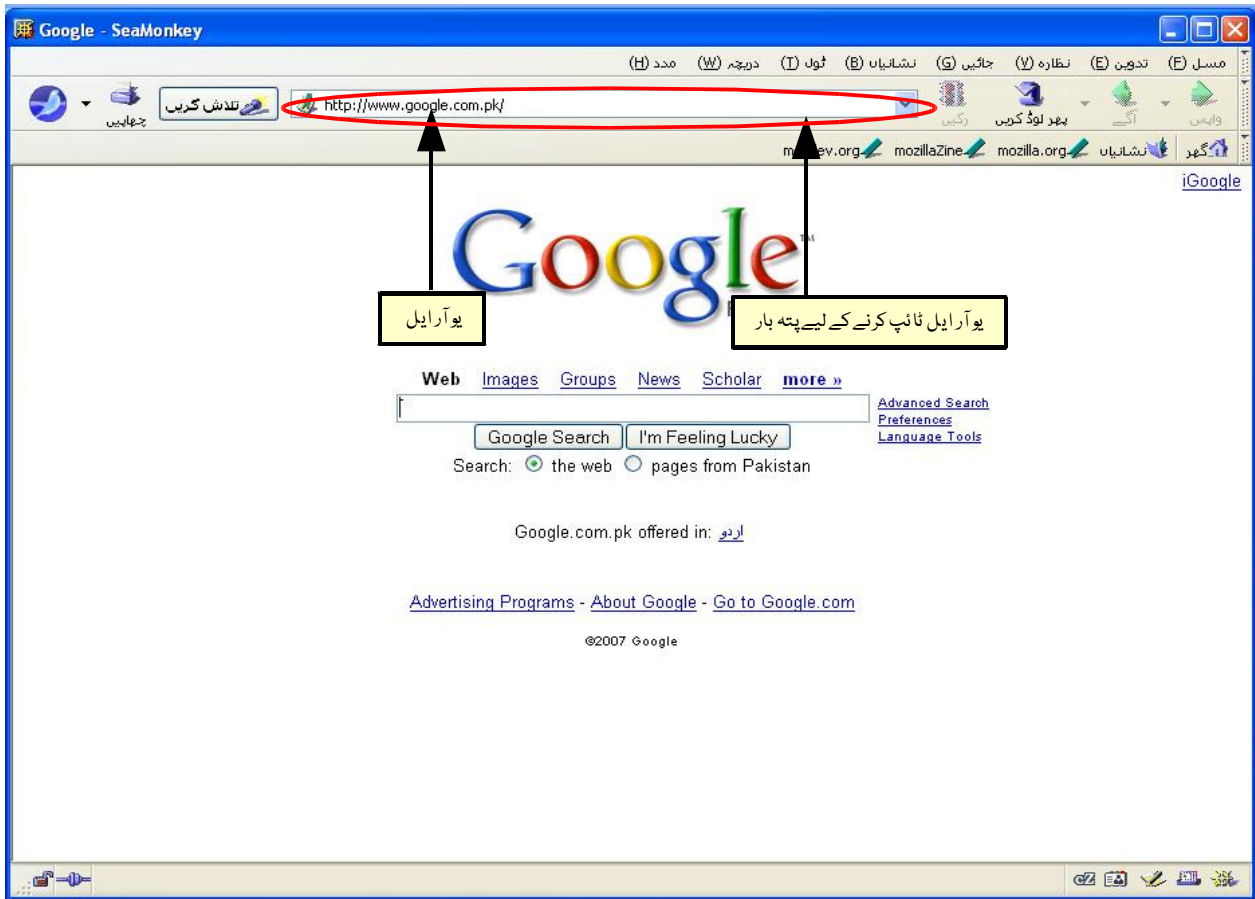 Google - SeaMonkey
مسل (F) تدوین (E) نظارہ (V) جائیں (G) نشانیاں (B) ٹول (T) دریچہ (W) مدد (H)
واپس آگے پھر لوڈ کریں رکیں http://www.google.com.pk/ تلاش کریں چھاپیں
گھر نشانیاں mozilla.org mozillaZine
iGoogle
Google™
یو آر ایل
یو آر ایل ٹائپ کرنے کے لیے پتہ بار
Web Images Groups News Scholar more »
Advanced Search
Preferences
Language Tools
Google Search I'm Feeling Lucky
Search: the web pages from Pakistan
Google.com.pk offered in: اردو
Advertising Programs - About Google - Go to Google.com
©2007 Google